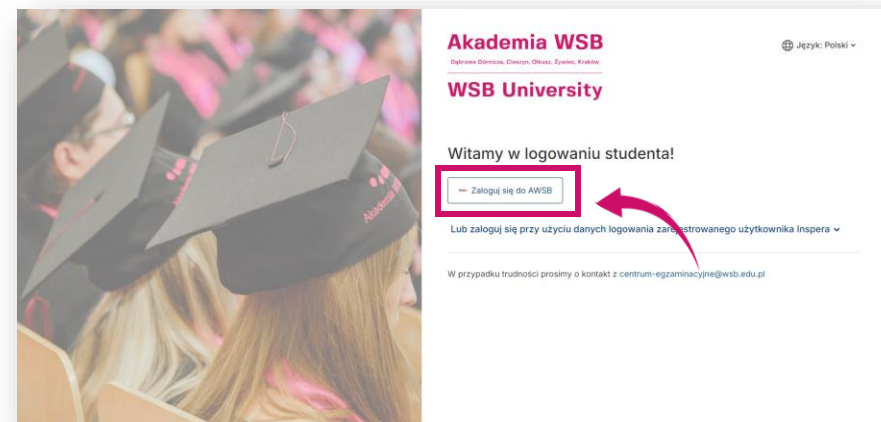 Akademia WSB
Dąbrowa Górnicza, Cieszyn, Olkusz, Żywiec, Kraków
WSB University
Język: Polski
Witamy w logowaniu studenta!
Zaloguj się do AWSB
Lub zaloguj się przy użyciu danych logowania zarejestrowanego użytkownika Inspera
W przypadku trudności prosimy o kontakt z centrum-egzaminacyjne@wsb.edu.pl
Akademia WSB